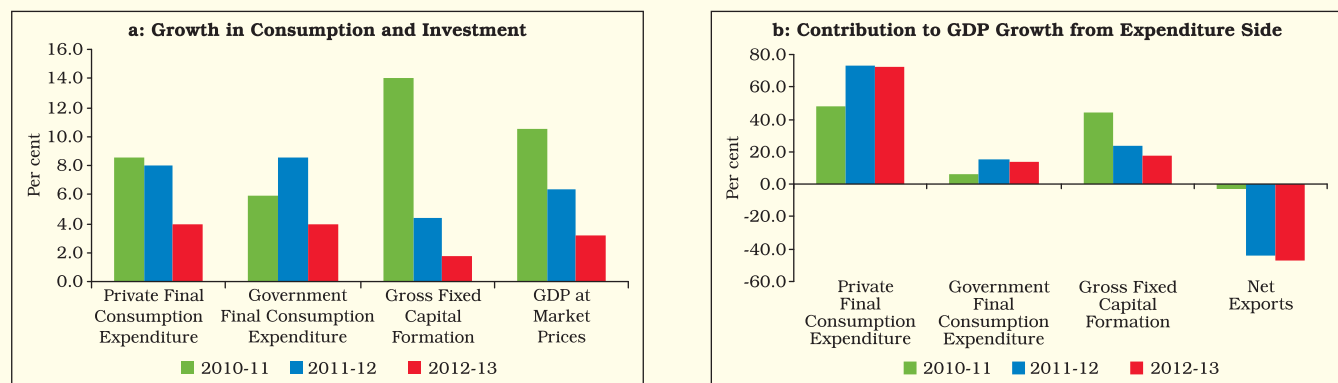 a: Growth in Consumption and Investment
Per cent
16.0
14.0
12.0
10.0
8.0
6.0
4.0
2.0
0.0
Private Final
Consumption
Expenditure
Government
Final Consumption
Expenditure
Gross Fixed
Capital
Formation
GDP at
Market
Prices
2010-11 2011-12 2012-13
b: Contribution to GDP Growth from Expenditure Side
Per cent
80.0
60.0
40.0
20.0
0.0
-20.0
-40.0
-60.0
Private
Final
Consumption
Expenditure
Government
Final
Consumption
Expenditure
Gross Fixed
Capital
Formation
Net
Exports
2010-11 2011-12 2012-13